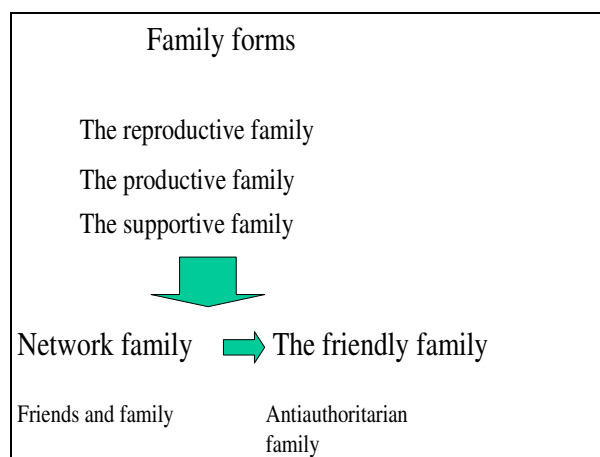 Family forms
The reproductive family
The productive family
The supportive family
Network family
The friendly family
Friends and family
Antiauthoritarian
family